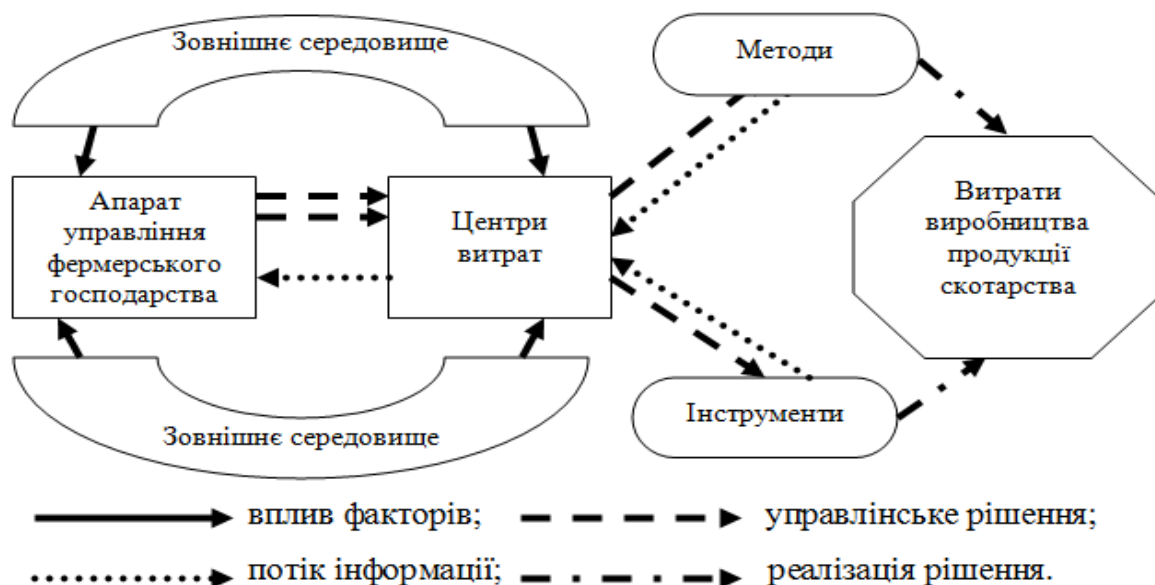 Зовнішнє середовище
Методи
Апарат
управління
фермерського
господарства
Центри
витрат
Витрати
виробництва
продукції
скотарства
Інструменти
Зовнішнє середовище
вплив факторів;
управлінське рішення;
потік інформації;
реалізація рішення.